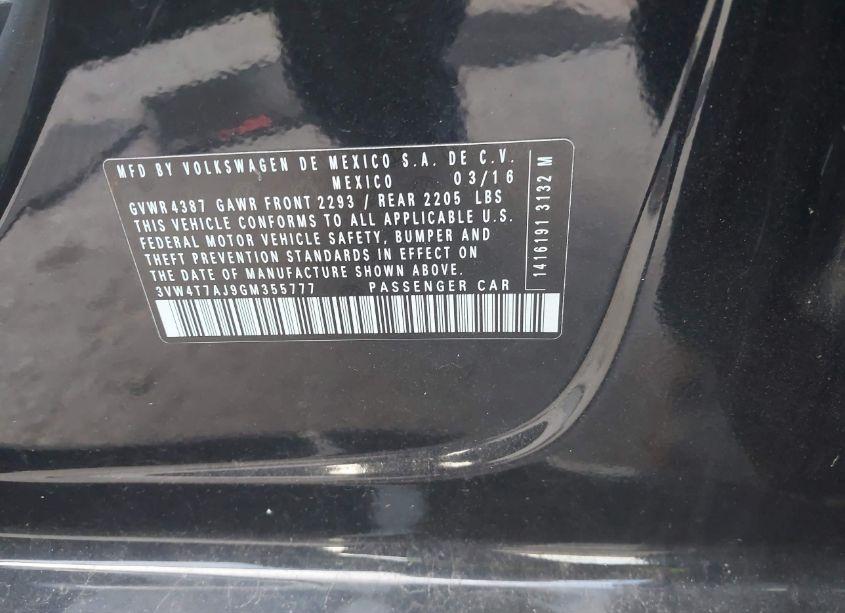 MFD BY VOLKSWAGEN DE MEXICO S.A. DE C.V.
MEXICO 03/16
GVWR 4387 GAWR FRONT 2293 / REAR 2205 LBS
THIS VEHICLE CONFORMS TO ALL APPLICABLE U.S.
FEDERAL MOTOR VEHICLE SAFETY, BUMPER AND
THEFT PREVENTION STANDARDS IN EFFECT ON
THE DATE OF MANUFACTURE SHOWN ABOVE.
3VW4T7AJ9GM355777 PASSENGER CAR
1416191 3132 M